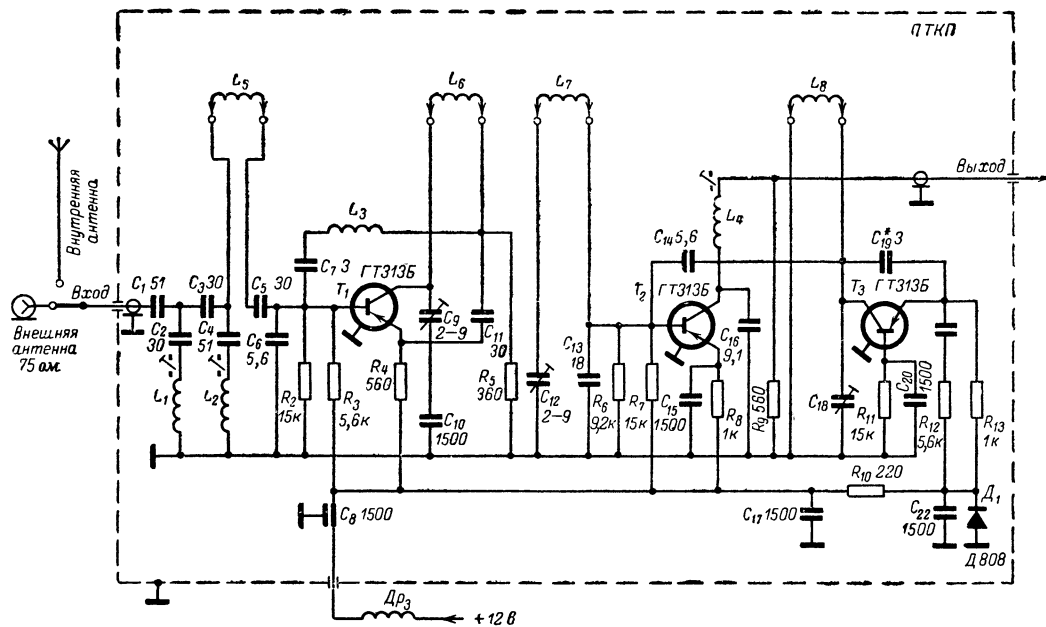 ПТКП
L5
L6
L7
L8
Внутренняя
антенна
Выход
L3
L4
C14 5,6
C19* 3
C7 3
ГТ313Б
T1
T2
ГТ313Б
T3
ГТ313Б
Вход
C1 51
C3 30
C5 30
Внешняя
антенна
75 ом
C2
30
C4
51
C6
5,6
C9
2-9
C11
30
C16
9,1
R4
560
C13
18
C12
2-9
R5
360
L1
L2
R2
15к
R3
5,6к
C10
1500
R6
9,2к
R7
15к
C15
1500
R8
1к
R9 560
C18
R11
15к
C20
1500
R12
5,6к
R13
1к
R10 220
C8 1500
C17 1500
C22
1500
Д1
Д808
Др3
+12 В